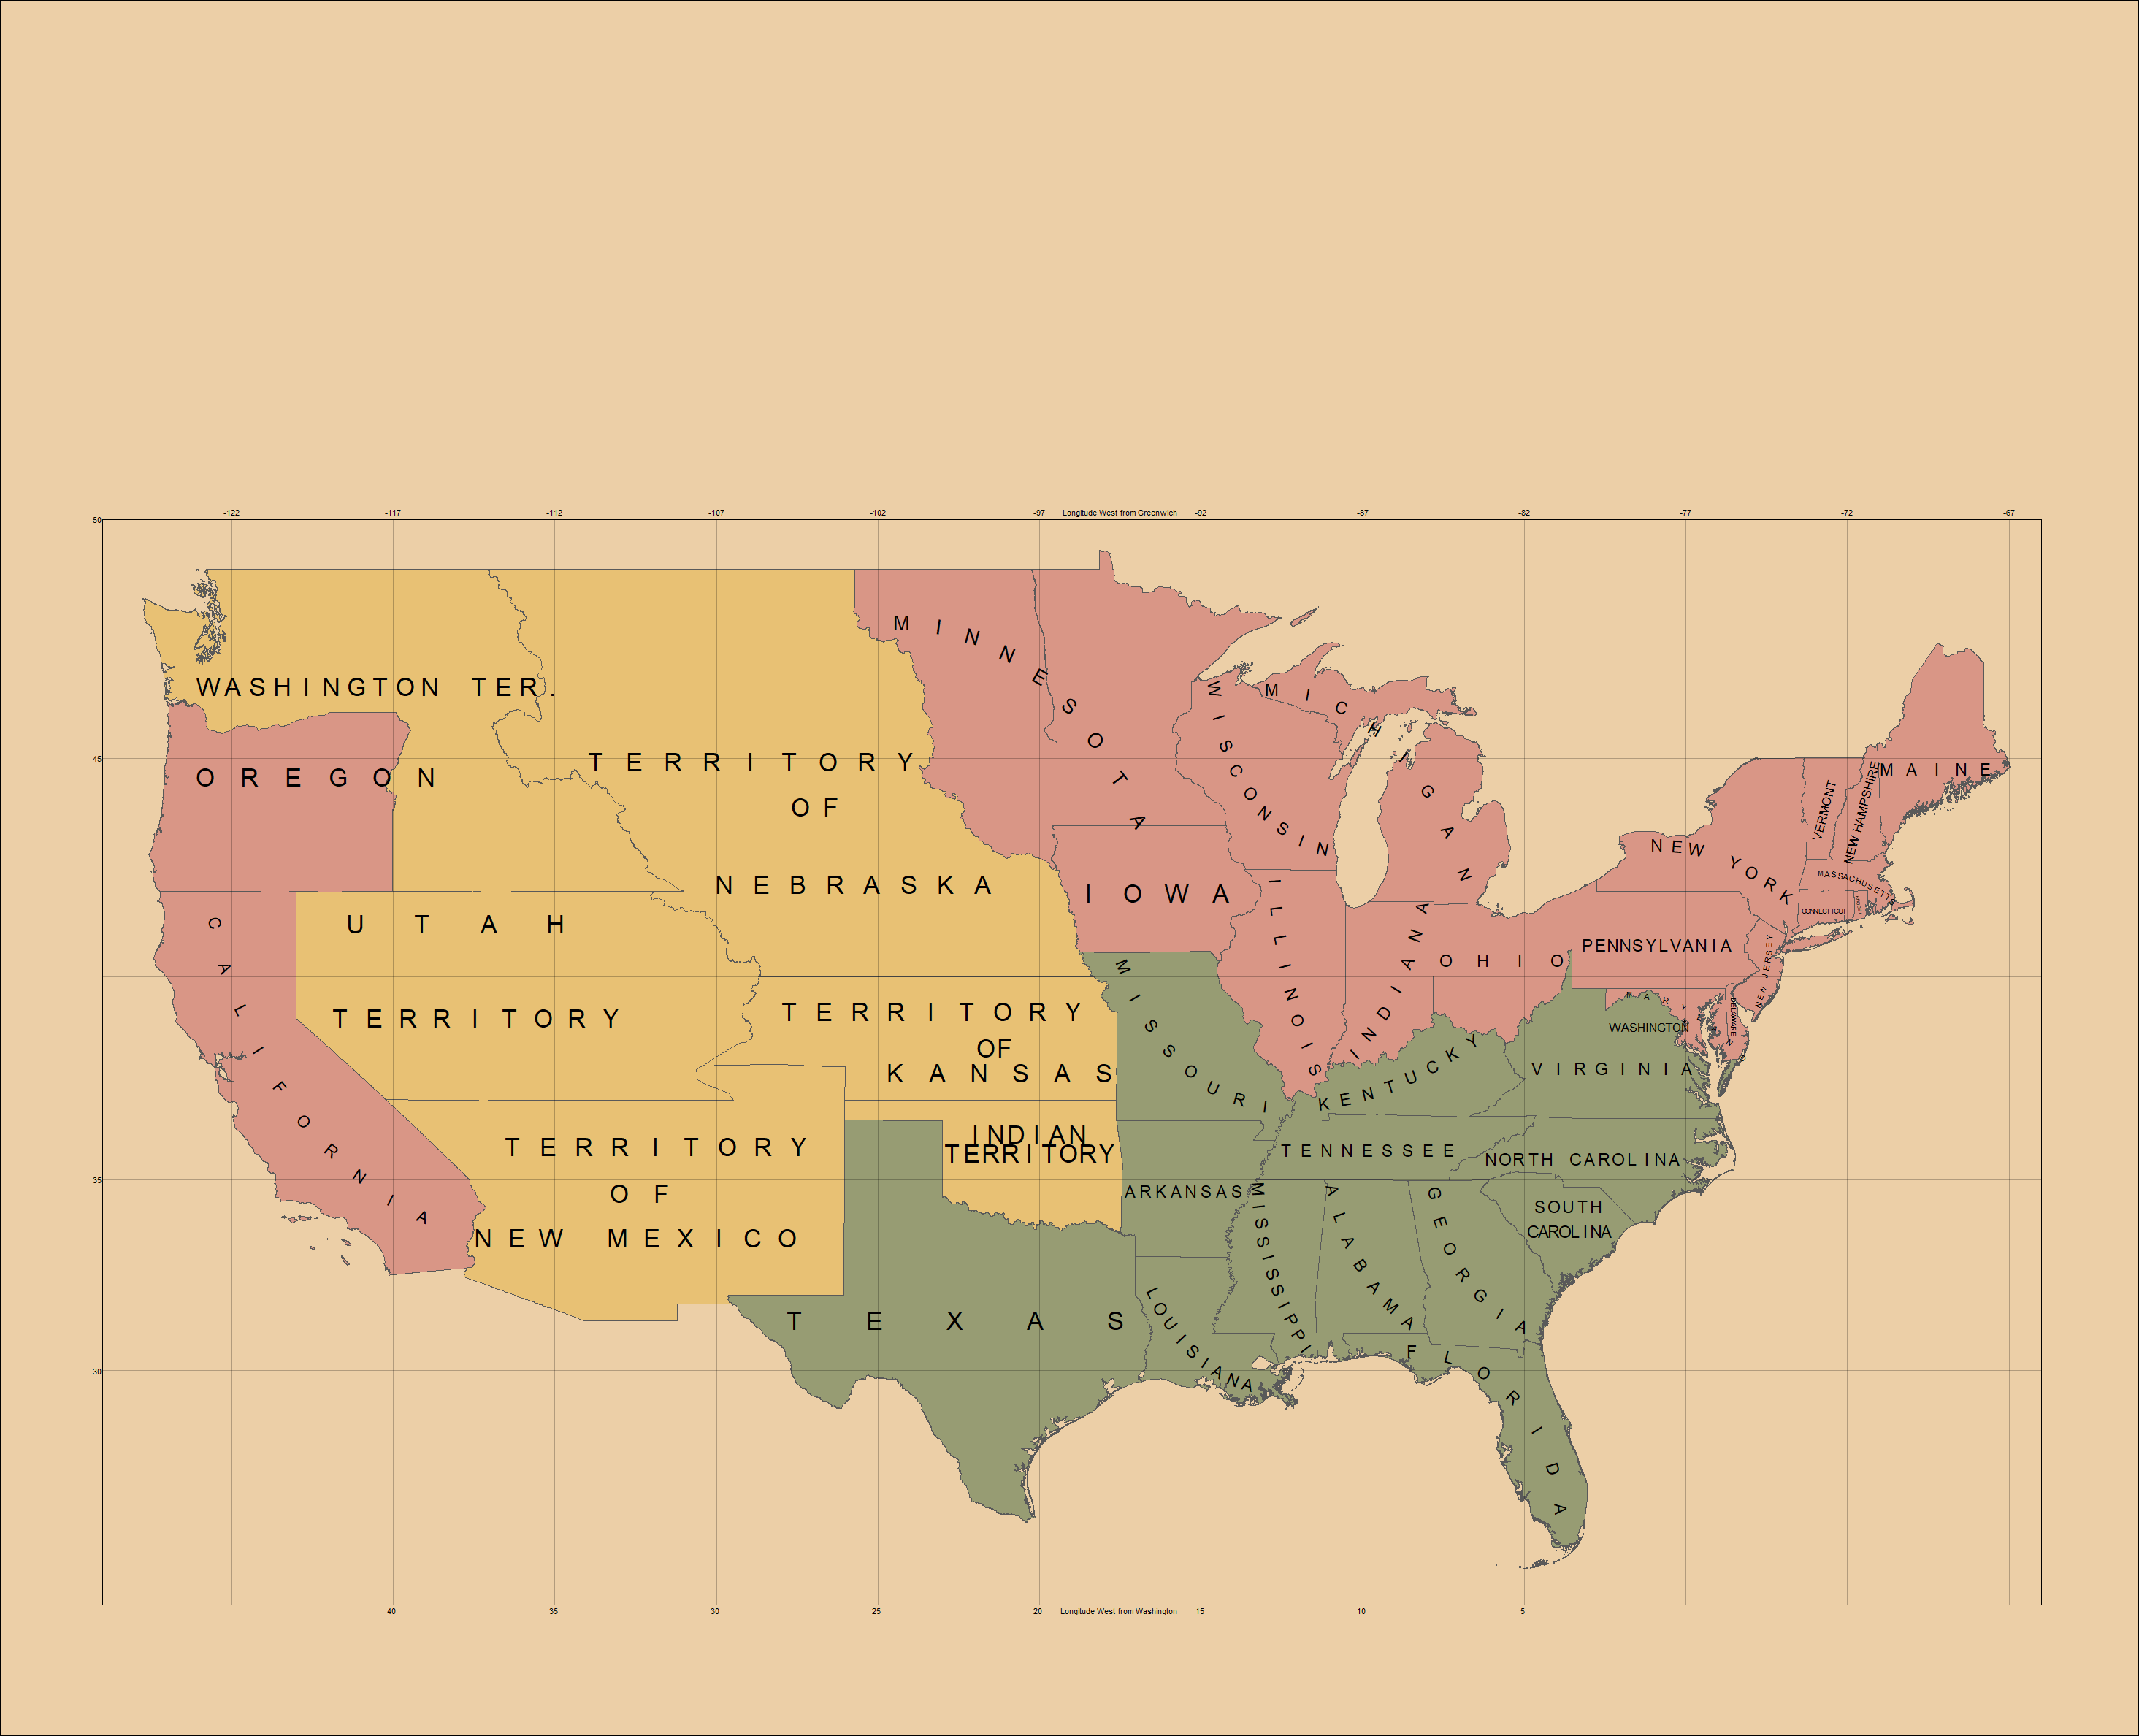 -122 -117 -112 -107 -102 -97 Longitude West from Greenwich -92 -87 -82 -77 -72 -67
50
45
35
30
WASHINGTON TER.
OREGON
CALIFORNIA
UTAH
TERRITORY
TERRITORY
OF
NEBRASKA
TERRITORY
OF
KANSAS
INDIAN
TERRITORY
TERRITORY
OF
NEW MEXICO
TEXAS
MINNESOTA
IOWA
WISCONSIN
MICHIGAN
ILLINOIS
INDIANA
OHIO
MISSOURI
KENTUCKY
TENNESSEE
ARKANSAS
LOUISIANA
MISSISSIPPI
ALABAMA
GEORGIA
FLORIDA
SOUTH
CAROLINA
NORTH CAROLINA
VIRGINIA
WASHINGTON
MARYLAND
DELAWARE
PENNSYLVANIA
NEW JERSEY
NEW YORK
CONNECTICUT
MASSACHUSETTS
VERMONT
NEW HAMPSHIRE
MAINE
40 35 30 25 20 Longitude West from Washington 15 10 5